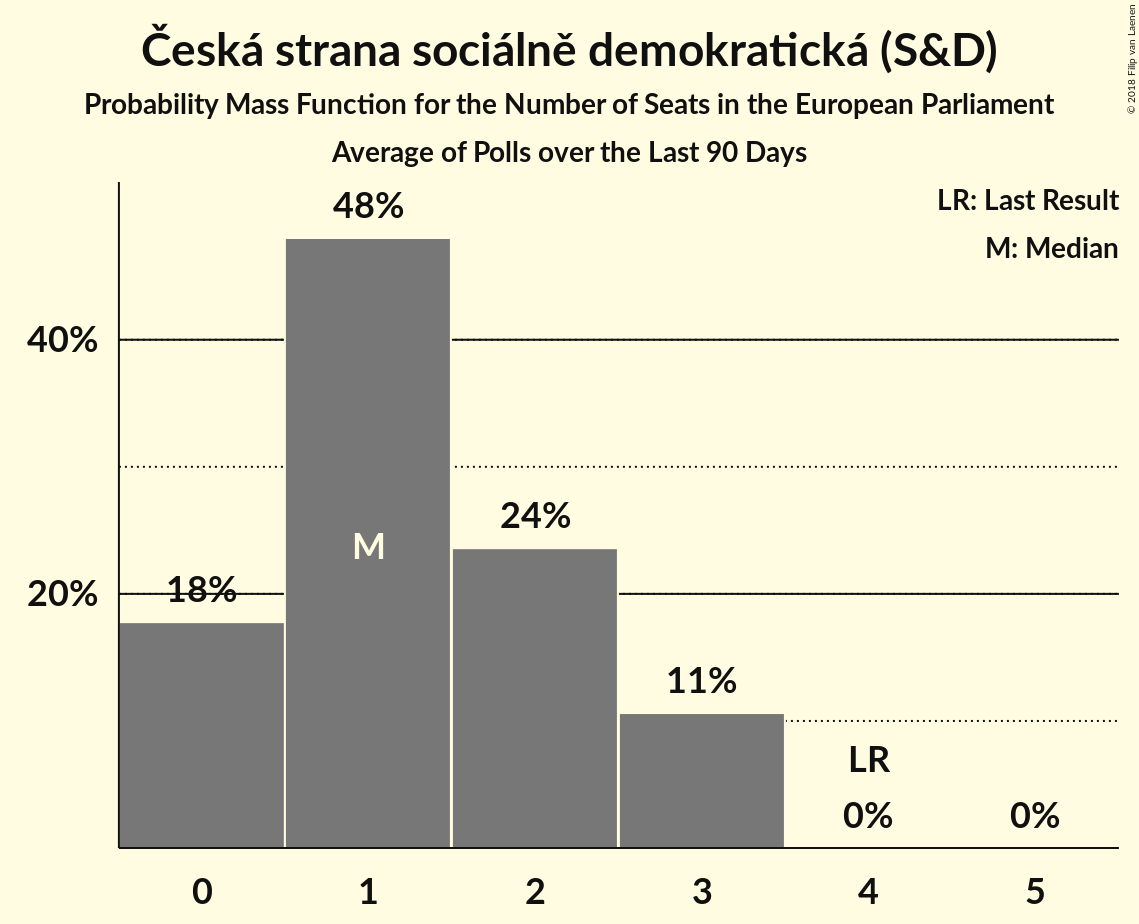 Česká strana sociálně demokratická (S&D)
Probability Mass Function for the Number of Seats in the European Parliament
Average of Polls over the Last 90 Days
© 2018 Filip van Laenen
LR: Last Result
M: Median
48%
40%
24%
M
20%
18%
11%
LR
0%
0%
0 1 2 3 4 5